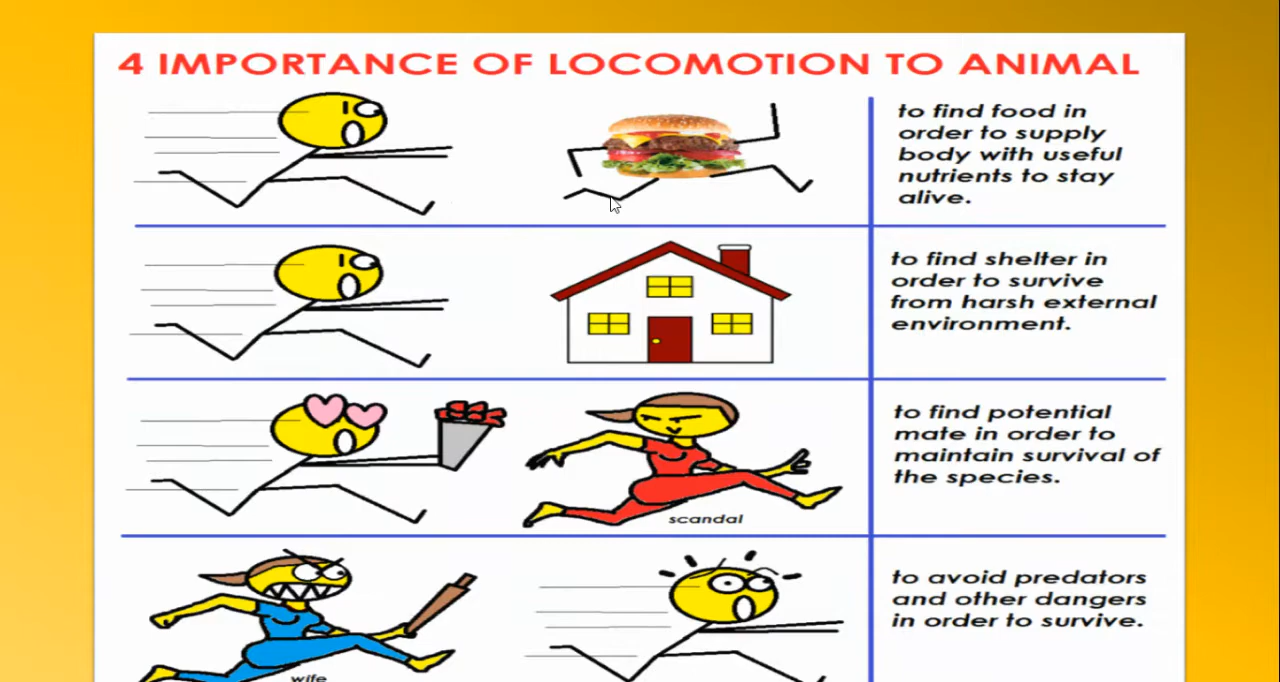 4 IMPORTANCE OF LOCOMOTION TO ANIMAL
to find food in
order to supply
body with useful
nutrients to stay
alive.
to find shelter in
order to survive
from harsh external
environment.
to find potential
mate in order to
maintain survival of
the species.
scandal
to avoid predators
and other dangers
in order to survive.
wife